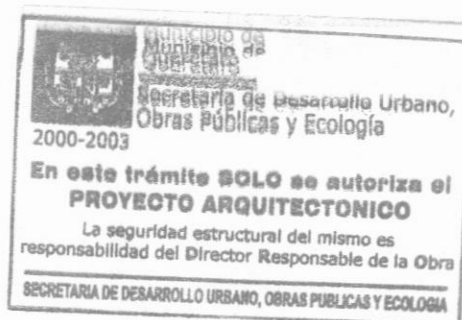 Municipio de
Querétaro
Secretaría de Desarrollo Urbano,
Obras Públicas y Ecología
2000-2003
En este trámite SOLO se autoriza el
PROYECTO ARQUITECTONICO
La seguridad estructural del mismo es
responsabilidad del Director Responsable de la Obra
SECRETARIA DE DESARROLLO URBANO, OBRAS PUBLICAS Y ECOLOGIA